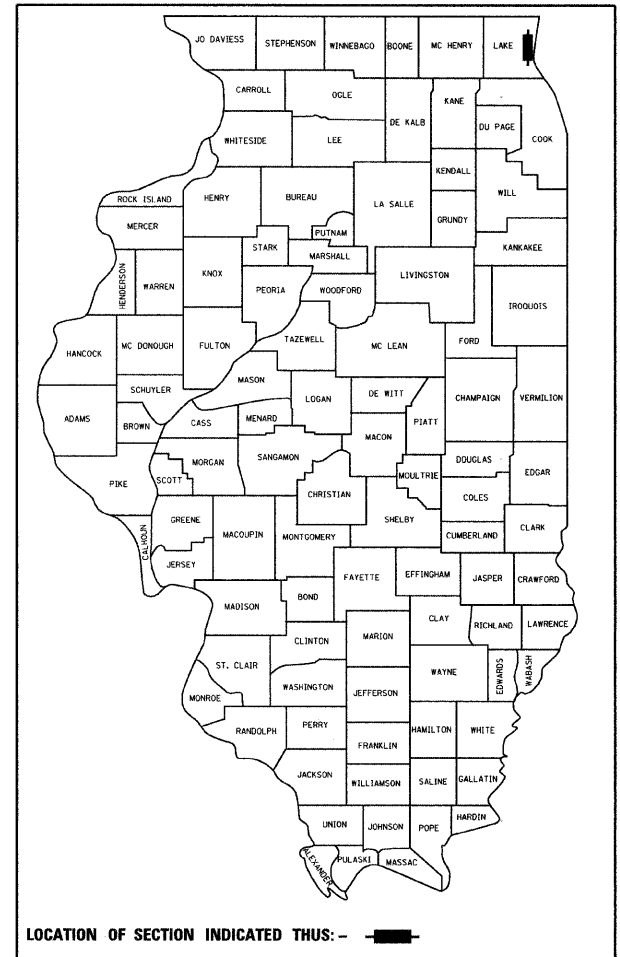 JO DAVIESS
STEPHENSON
WINNEBAGO
BOONE
MC HENRY
LAKE
CARROLL
OGLE
KANE
DE KALB
DU PAGE
COOK
WHITESIDE
LEE
KENDALL
WILL
ROCK ISLAND
HENRY
BUREAU
LA SALLE
GRUNDY
MERCER
PUTNAM
STARK
MARSHALL
KANKAKEE
HENDERSON
WARREN
KNOX
PEORIA
WOODFORD
LIVINGSTON
IROQUOIS
HANCOCK
MC DONOUGH
FULTON
TAZEWELL
MC LEAN
FORD
SCHUYLER
MASON
LOGAN
DE WITT
CHAMPAIGN
VERMILION
ADAMS
BROWN
CASS
MENARD
MACON
PIATT
PIKE
SCOTT
MORGAN
SANGAMON
MOULTRIE
DOUGLAS
EDGAR
CHRISTIAN
COLES
CALHOUN
GREENE
MACOUPIN
MONTGOMERY
SHELBY
CUMBERLAND
CLARK
JERSEY
FAYETTE
EFFINGHAM
JASPER
CRAWFORD
MADISON
BOND
CLAY
RICHLAND
LAWRENCE
CLINTON
MARION
ST. CLAIR
WAYNE
EDWARDS
WABASH
MONROE
WASHINGTON
JEFFERSON
RANDOLPH
PERRY
HAMILTON
WHITE
FRANKLIN
JACKSON
WILLIAMSON
SALINE
GALLATIN
UNION
JOHNSON
POPE
HARDIN
ALEXANDER
PULASKI
MASSAC
LOCATION OF SECTION INDICATED THUS: -